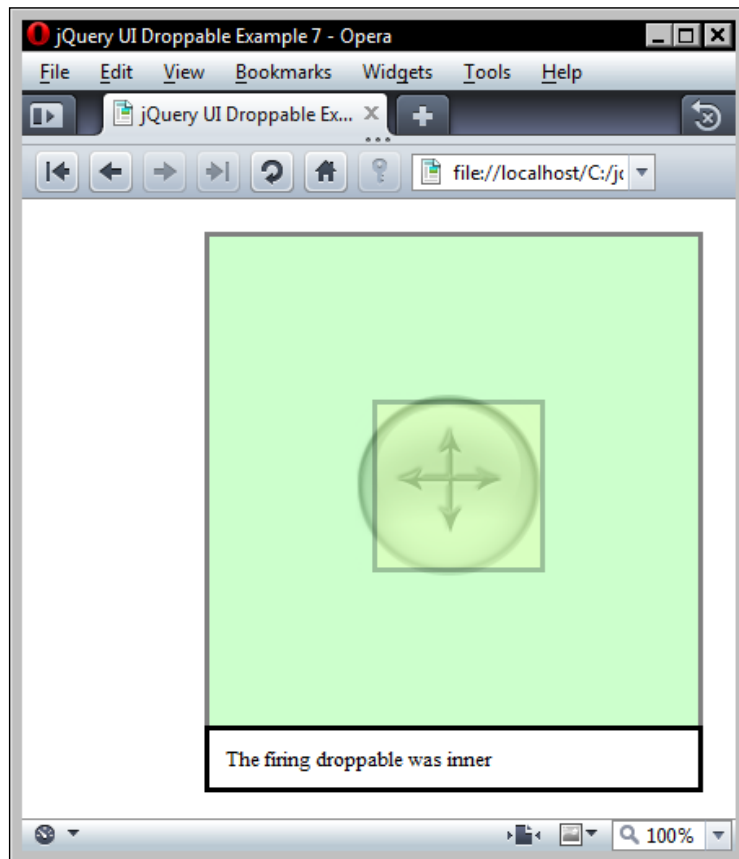 jQuery UI Droppable Example 7 - Opera
File Edit View Bookmarks Widgets Tools Help
jQuery UI Droppable Ex...
file://localhost/C:/jq
The firing droppable was inner
100%